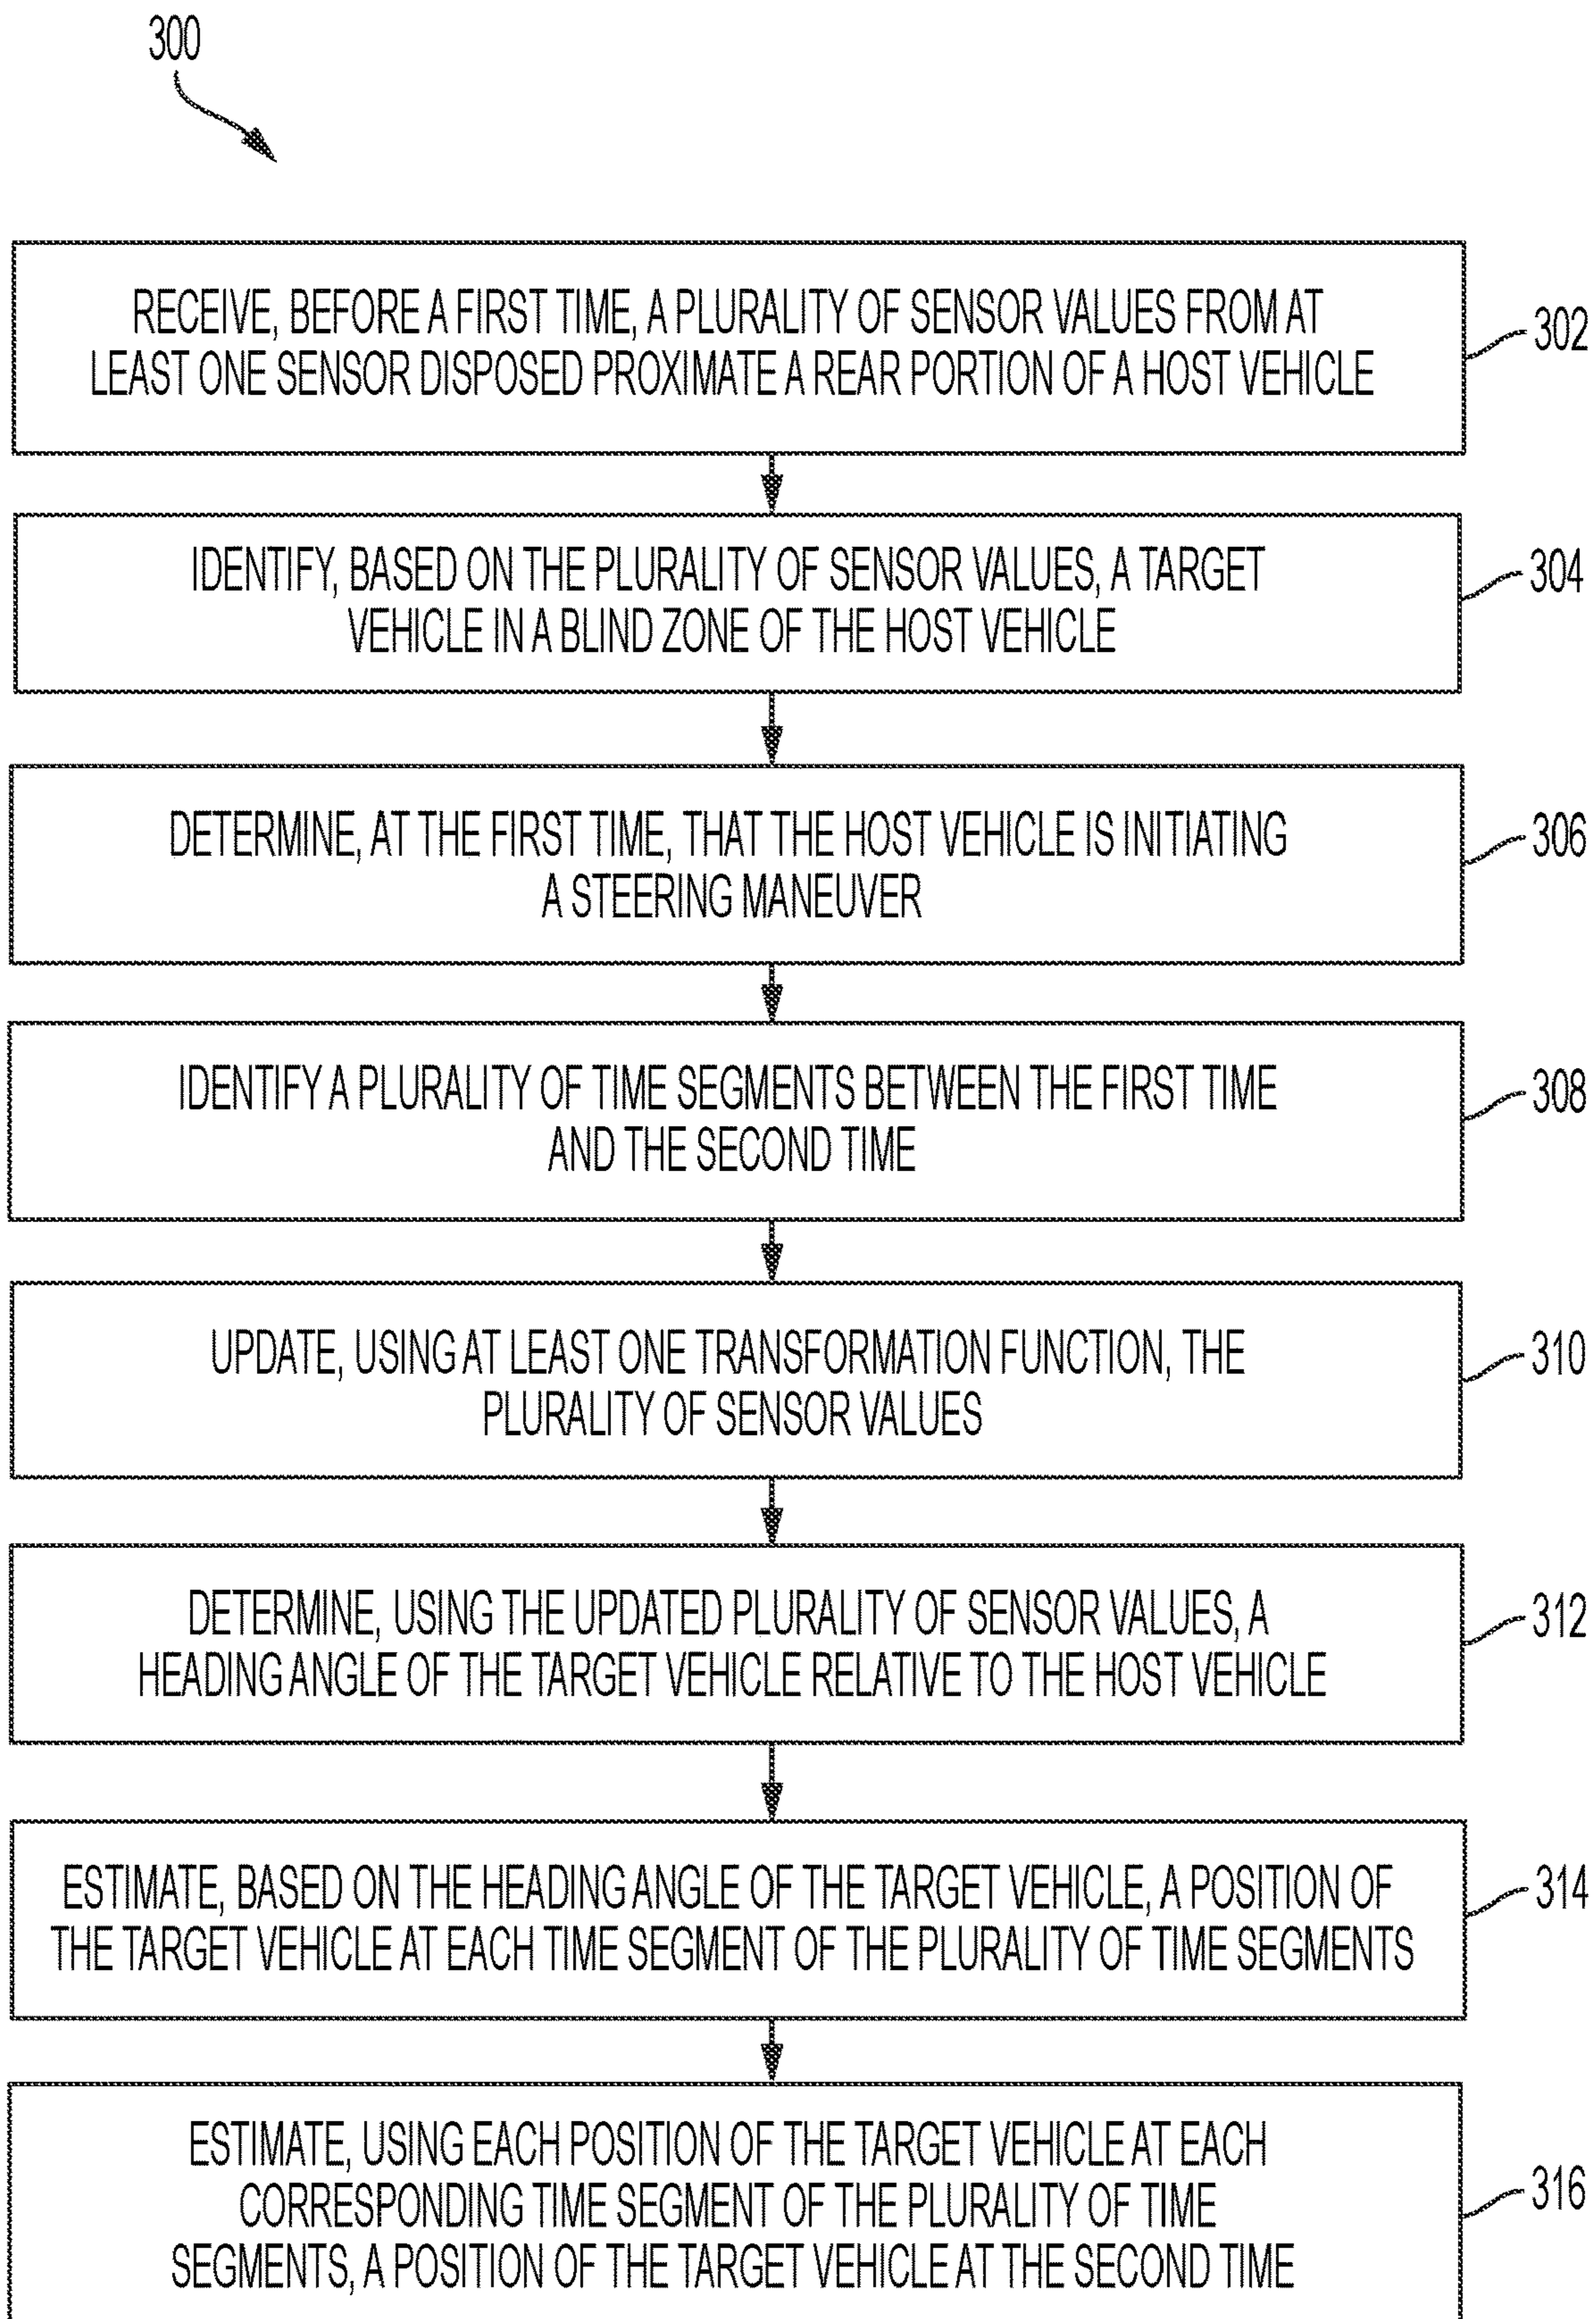 300
RECEIVE, BEFORE A FIRST TIME, A PLURALITY OF SENSOR VALUES FROM AT
LEAST ONE SENSOR DISPOSED PROXIMATE A REAR PORTION OF A HOST VEHICLE
302
IDENTIFY, BASED ON THE PLURALITY OF SENSOR VALUES, A TARGET
VEHICLE IN A BLIND ZONE OF THE HOST VEHICLE
304
DETERMINE, AT THE FIRST TIME, THAT THE HOST VEHICLE IS INITIATING
A STEERING MANEUVER
306
IDENTIFY A PLURALITY OF TIME SEGMENTS BETWEEN THE FIRST TIME
AND THE SECOND TIME
308
UPDATE, USING AT LEAST ONE TRANSFORMATION FUNCTION, THE
PLURALITY OF SENSOR VALUES
310
DETERMINE, USING THE UPDATED PLURALITY OF SENSOR VALUES, A
HEADING ANGLE OF THE TARGET VEHICLE RELATIVE TO THE HOST VEHICLE
312
ESTIMATE, BASED ON THE HEADING ANGLE OF THE TARGET VEHICLE, A POSITION OF
THE TARGET VEHICLE AT EACH TIME SEGMENT OF THE PLURALITY OF TIME SEGMENTS
314
ESTIMATE, USING EACH POSITION OF THE TARGET VEHICLE AT EACH
CORRESPONDING TIME SEGMENT OF THE PLURALITY OF TIME
SEGMENTS, A POSITION OF THE TARGET VEHICLE AT THE SECOND TIME
316